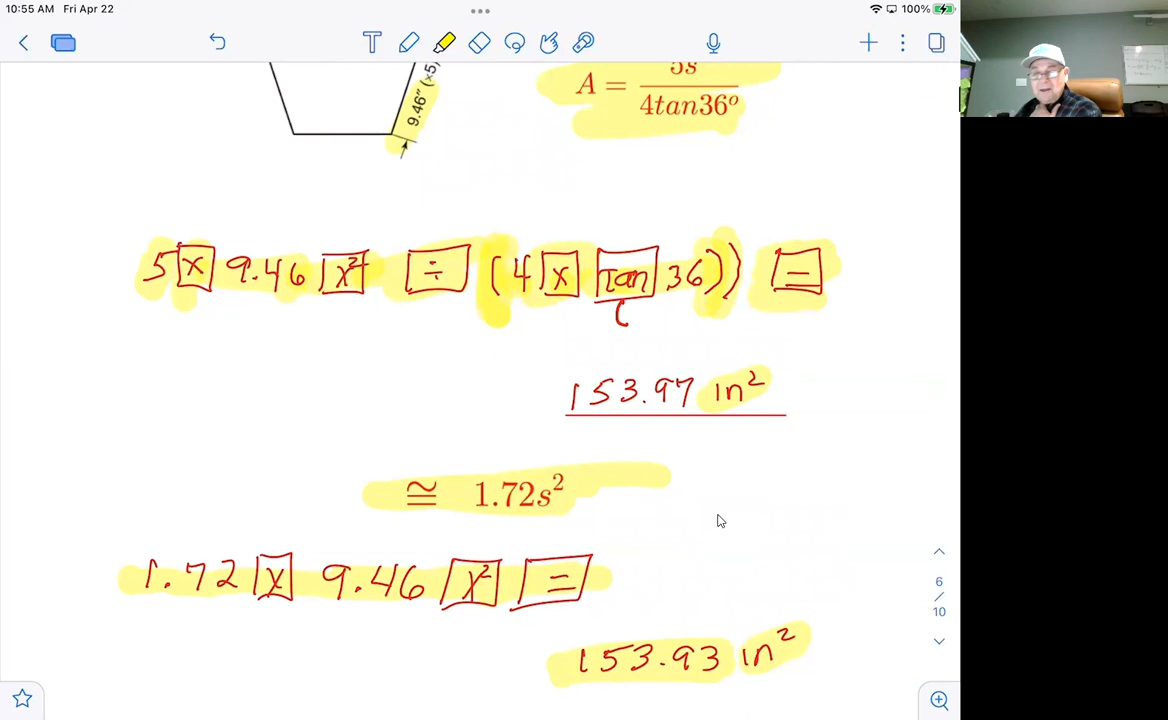 10:55 AM Fri Apr 22
100%
T
9.46" (×5)
5s
A =
4tan36°
5 x 9.46 x² ÷ (4 x Tan 36)) =
(
153.97 in²
≅ 1.72s²
1.72 x 9.46 x² =
153.93 in²
6
/
10